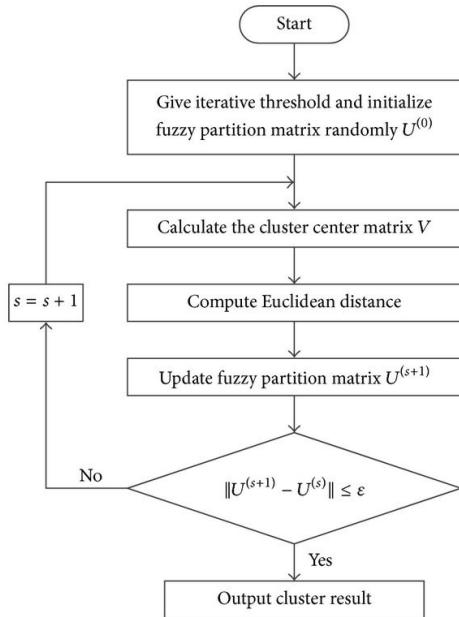 Start
Give iterative threshold and initialize
fuzzy partition matrix randomly U^(0)
Calculate the cluster center matrix V
s = s + 1
Compute Euclidean distance
Update fuzzy partition matrix U^(s+1)
No
‖U^(s+1) − U^(s)‖ ≤ ε
Yes
Output cluster result